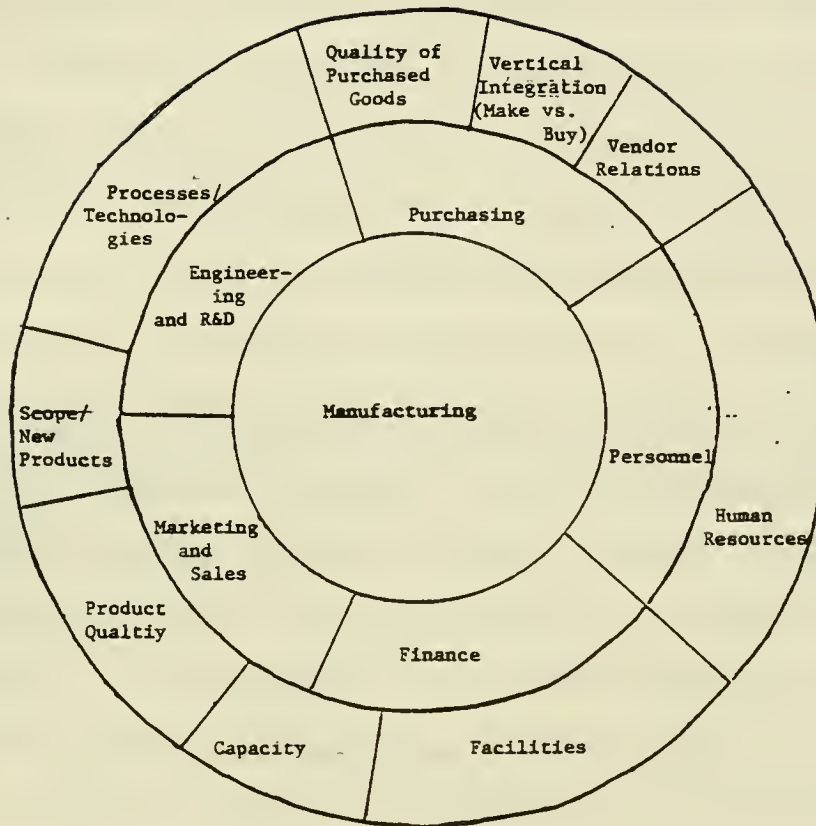 Quality of
Purchased
Goods
Vertical
Integration
(Make vs.
Buy)
Vendor
Relations
Processes/
Technolo-
gies
Purchasing
Engineer-
ing
and R&D
Scope/
New
Products
Manufacturing
Personnel
Marketing
and
Sales
Human
Resources
Product
Qualtiy
Finance
Capacity
Facilities